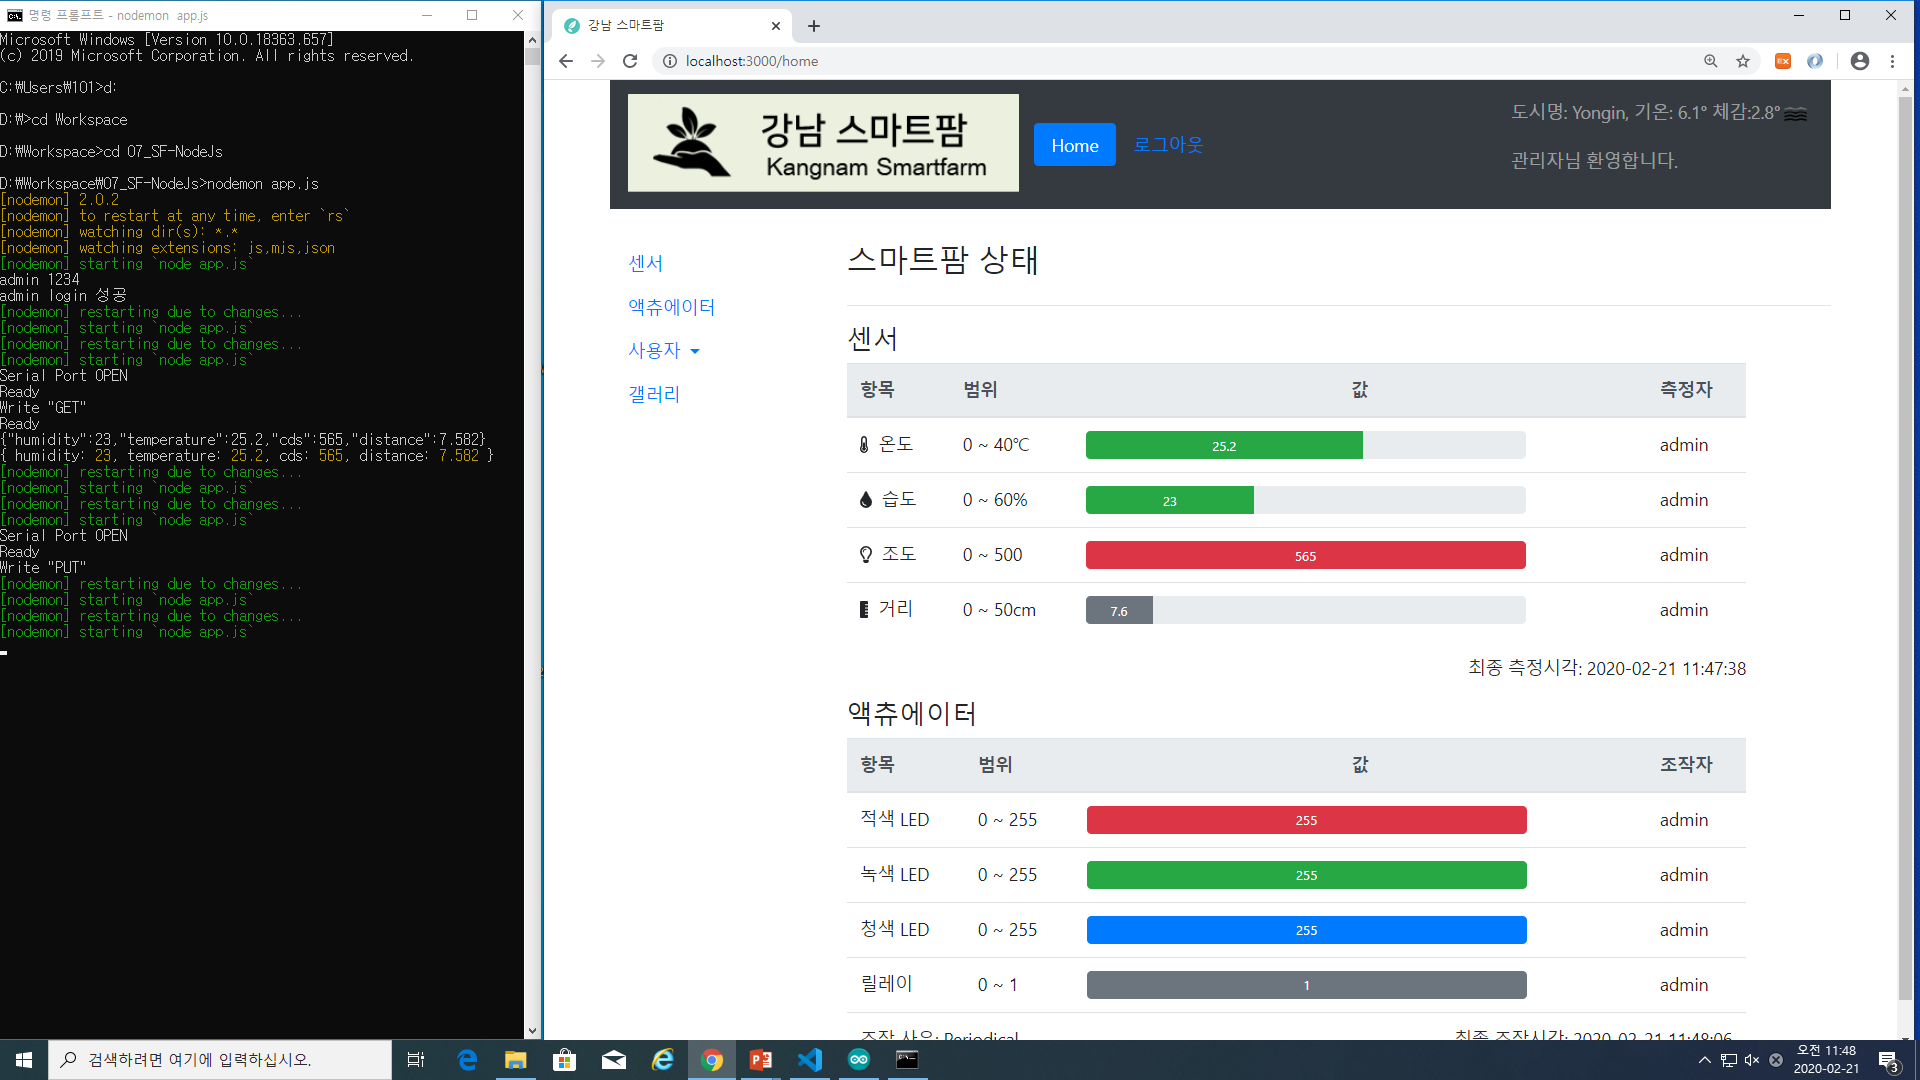 명령 프롬프트 - nodemon app.js
Microsoft Windows [Version 10.0.18363.657]
(c) 2019 Microsoft Corporation. All rights reserved.
C:₩Users₩101>d:
D:₩>cd Workspace
D:₩Workspace>cd 07_SF-NodeJs
D:₩Workspace₩07_SF-NodeJs>nodemon app.js
[nodemon] 2.0.2
[nodemon] to restart at any time, enter `rs`
[nodemon] watching dir(s): *.*
[nodemon] watching extensions: js,mjs,json
[nodemon] starting `node app.js`
admin 1234
admin login 성공
[nodemon] restarting due to changes...
[nodemon] starting `node app.js`
[nodemon] restarting due to changes...
[nodemon] starting `node app.js`
Serial Port OPEN
Ready
Write "GET"
Ready
{"humidity":23,"temperature":25.2,"cds":565,"distance":7.582}
{ humidity: 23, temperature: 25.2, cds: 565, distance: 7.582 }
[nodemon] restarting due to changes...
[nodemon] starting `node app.js`
[nodemon] restarting due to changes...
[nodemon] starting `node app.js`
Serial Port OPEN
Ready
Write "PUT"
[nodemon] restarting due to changes...
[nodemon] starting `node app.js`
[nodemon] restarting due to changes...
[nodemon] starting `node app.js`
강남 스마트팜
localhost:3000/home
강남 스마트팜
Kangnam Smartfarm
Home 로그아웃
도시명: Yongin, 기온: 6.1° 체감:2.8°
관리자님 환영합니다.
센서
액츄에이터
사용자
갤러리
스마트팜 상태
센서
항목 범위 값 측정자
온도 0 ~ 40℃ 25.2 admin
습도 0 ~ 60% 23 admin
조도 0 ~ 500 565 admin
거리 0 ~ 50cm 7.6 admin
최종 측정시각: 2020-02-21 11:47:38
액츄에이터
항목 범위 값 조작자
적색 LED 0 ~ 255 255 admin
녹색 LED 0 ~ 255 255 admin
청색 LED 0 ~ 255 255 admin
릴레이 0 ~ 1 1 admin
조작 사유: Periodical 최종 조작시각: 2020-02-21 11:48:06
검색하려면 여기에 입력하십시오.
오전 11:48
2020-02-21
3